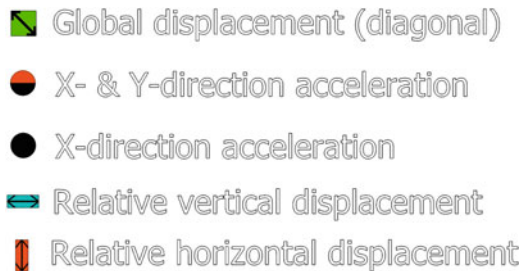 Global displacement (diagonal)
X- & Y-direction acceleration
X-direction acceleration
Relative vertical displacement
Relative horizontal displacement